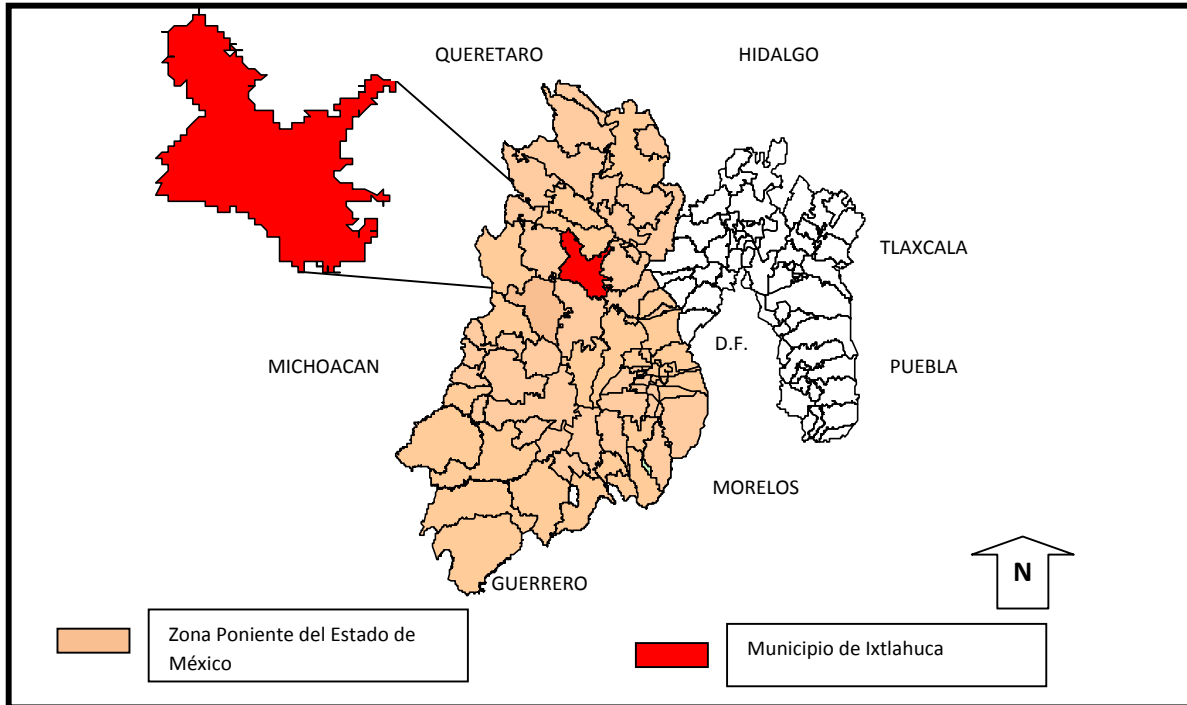 QUERETARO
HIDALGO
TLAXCALA
D.F.
MICHOACAN
PUEBLA
MORELOS
GUERRERO
N
Zona Poniente del Estado de
México
Municipio de Ixtlahuca